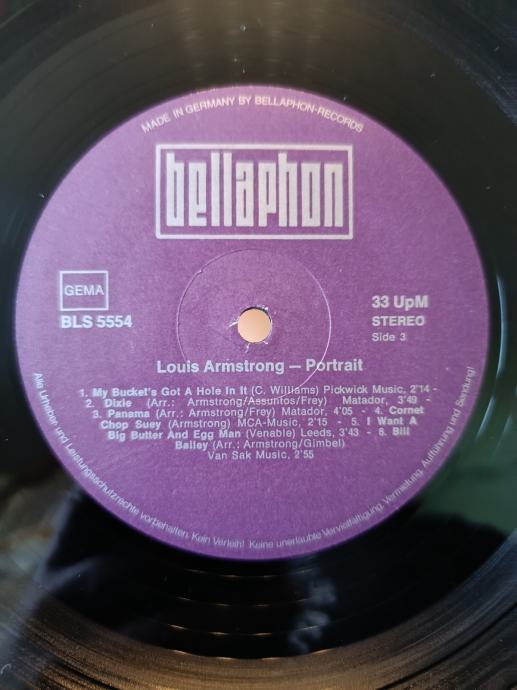 MADE IN GERMANY BY BELLAPHON-RECORDS
bellaphon
GEMA
BLS 5554
33 UpM
STEREO
Side 3
Louis Armstrong – Portrait
1. My Bucket's Got A Hole In It (C. Williams) Pickwick Music, 2'14 -
2. Dixie (Arr.: Armstrong/Assuntos/Frey) Matador, 3'49 -
3. Panama (Arr.: Armstrong/Frey) Matador, 4'05 - 4. Cornet
Chop Suey (Armstrong) MCA-Music, 2'15 - 5. I Want A
Big Butter And Egg Man (Venable) Leeds, 3'43 - 6. Bill
Bailey (Arr.: Armstrong/Gimbel)
Van Sak Music, 2'55
Alle Urheber und Leistungsschutzrechte vorbehalten. Kein Verleih! Keine unerlaubte Vervielfältigung, Vermietung, Aufführung und Sendung!